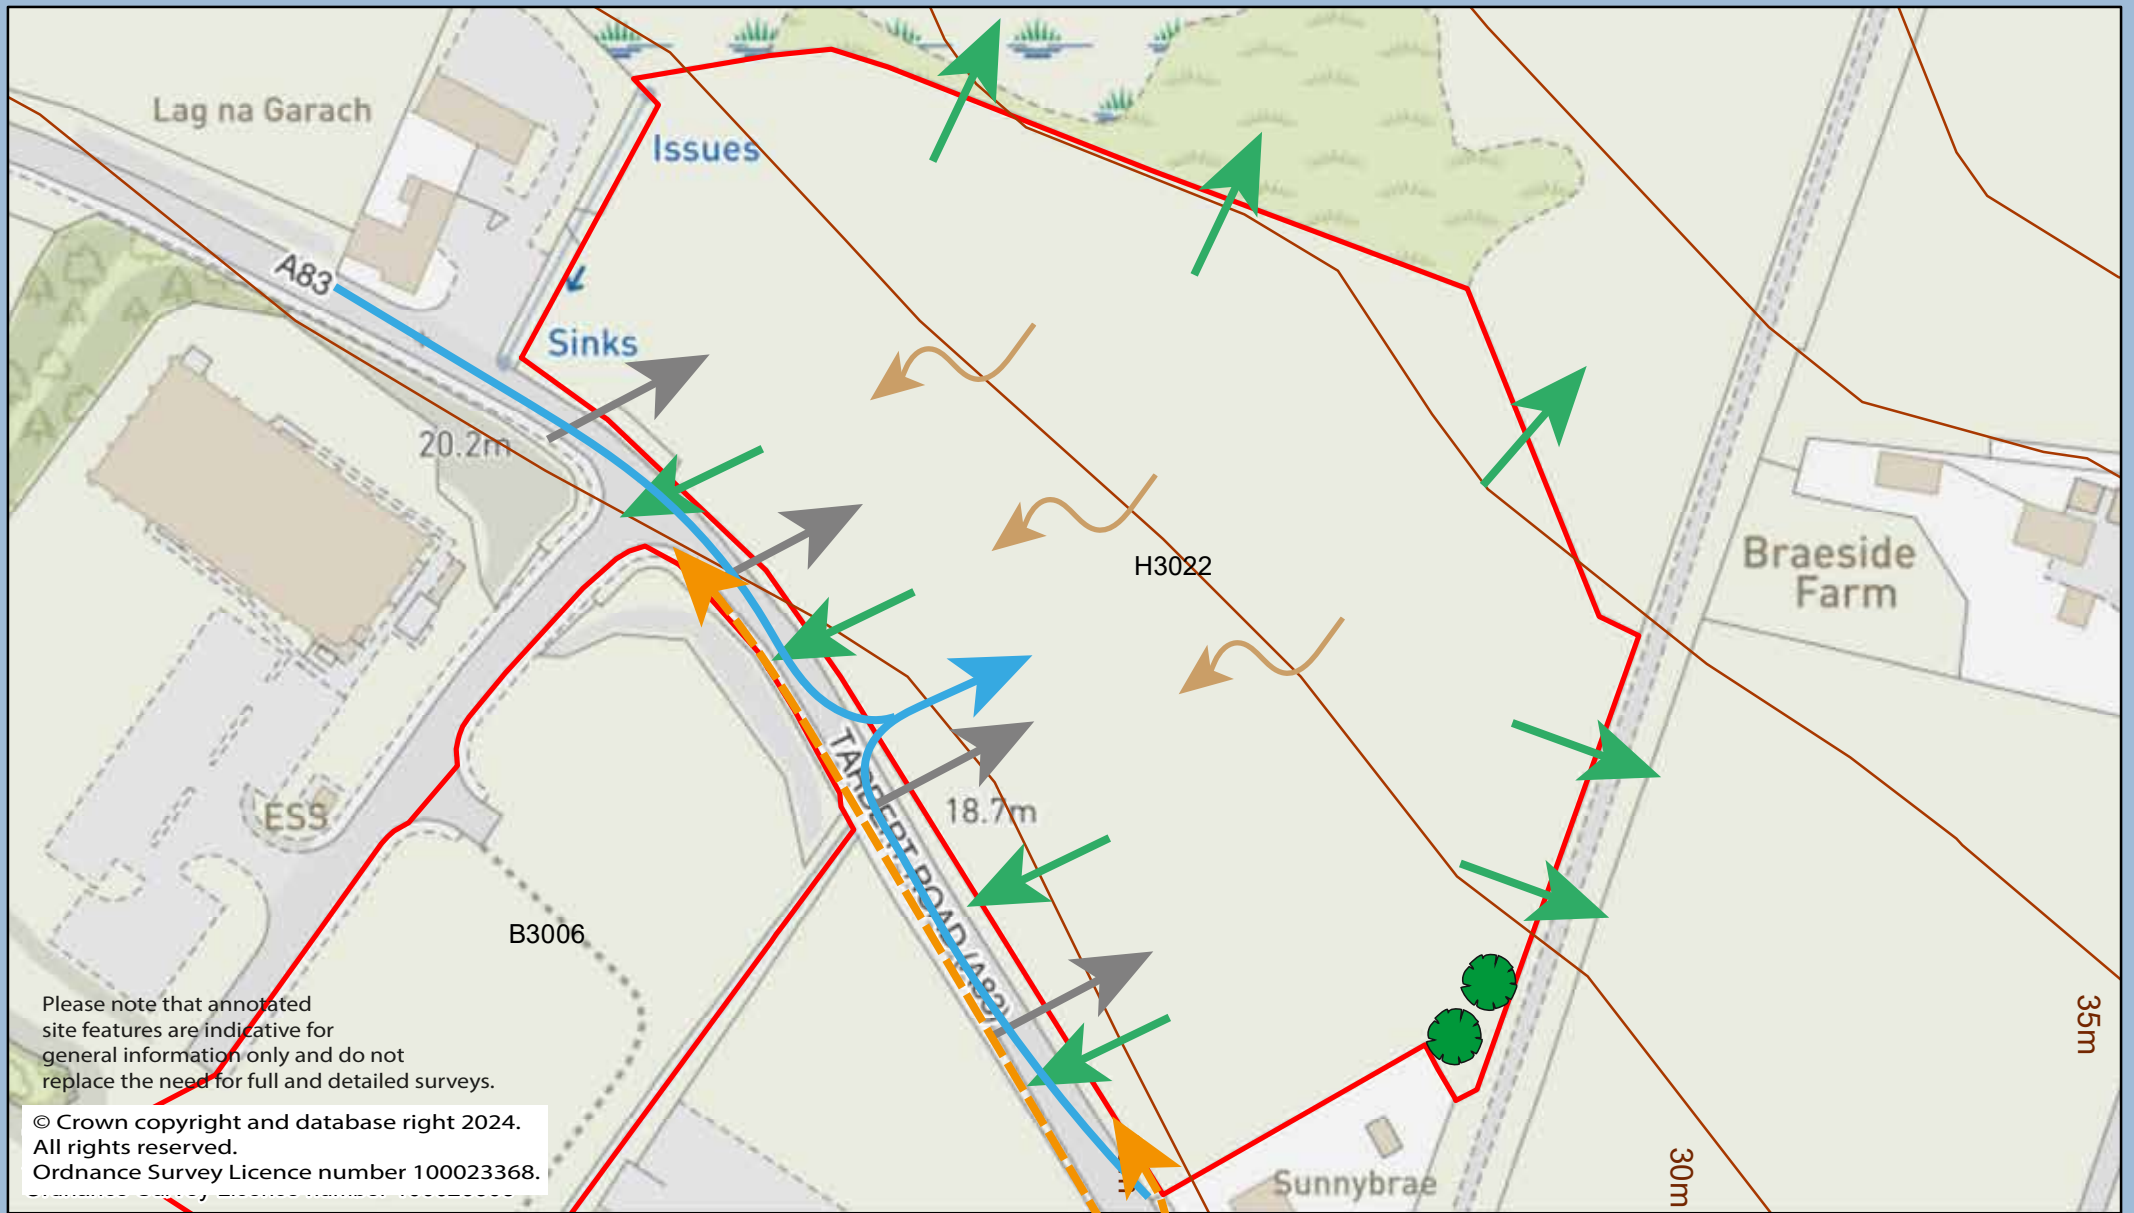 Lag na Garach
Issues
A83
Sinks
20.2m
H3022
Braeside
Farm
TARBERT ROAD (A83)
18.7m
ESS
B3006
Please note that annotated
site features are indicative for
general information only and do not
replace the need for full and detailed surveys.
© Crown copyright and database right 2024.
All rights reserved.
Ordnance Survey Licence number 100023368.
Sunnybrae
30m
35m